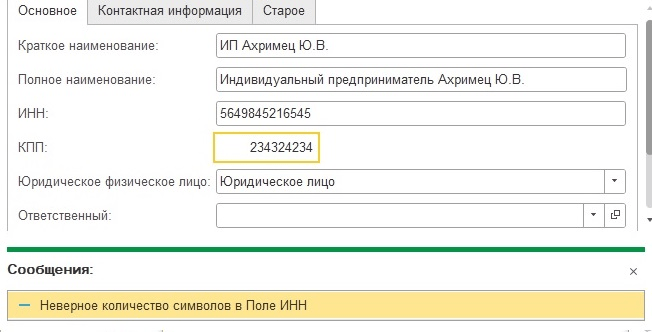 Основное Контактная информация Старое
Краткое наименование: ИП Ахримец Ю.В.
Полное наименование: Индивидуальный предприниматель Ахримец Ю.В.
ИНН: 5649845216545
КПП: 234324234
Юридическое физическое лицо: Юридическое лицо
Ответственный:
Сообщения:
Неверное количество символов в Поле ИНН